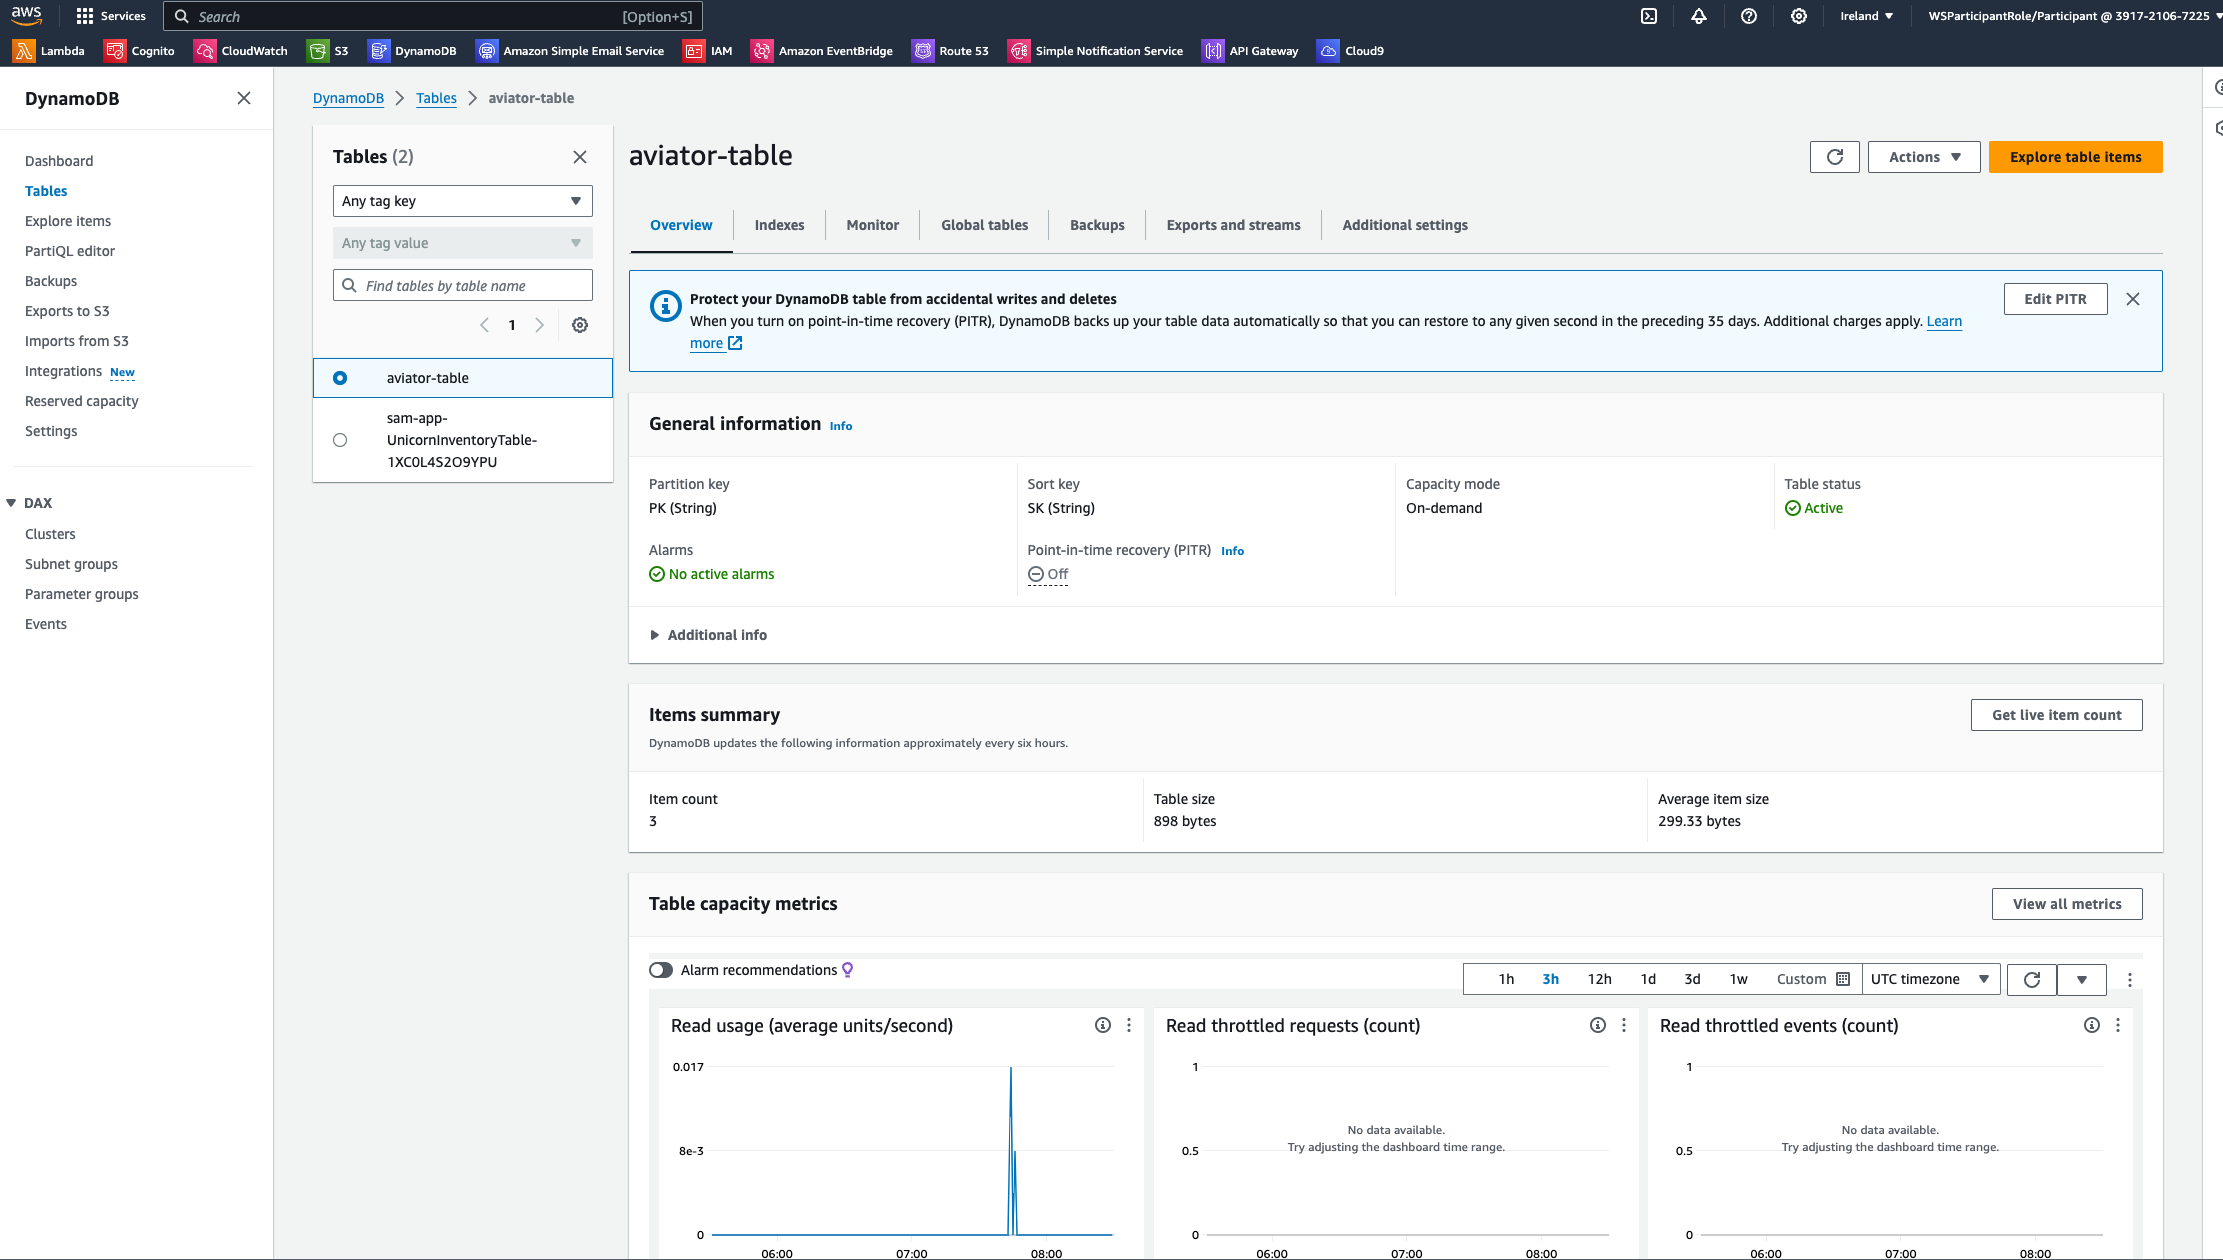 aws
Services
Search
[Option+S]
Ireland
WSParticipantRole/Participant @ 3917-2106-7225
Lambda
Cognito
CloudWatch
S3
DynamoDB
Amazon Simple Email Service
IAM
Amazon EventBridge
Route 53
Simple Notification Service
API Gateway
Cloud9
DynamoDB
Dashboard
Tables
Explore items
PartiQL editor
Backups
Exports to S3
Imports from S3
Integrations New
Reserved capacity
Settings
DAX
Clusters
Subnet groups
Parameter groups
Events
DynamoDB
Tables
aviator-table
Tables (2)
Any tag key
Any tag value
Find tables by table name
1
aviator-table
sam-app-
UnicornInventoryTable-
1XC0L4S2O9YPU
aviator-table
Actions
Explore table items
Overview
Indexes
Monitor
Global tables
Backups
Exports and streams
Additional settings
Protect your DynamoDB table from accidental writes and deletes
When you turn on point-in-time recovery (PITR), DynamoDB backs up your table data automatically so that you can restore to any given second in the preceding 35 days. Additional charges apply. Learn
more
Edit PITR
General information Info
Partition key
PK (String)
Sort key
SK (String)
Capacity mode
On-demand
Table status
Active
Alarms
No active alarms
Point-in-time recovery (PITR) Info
Off
Additional info
Items summary
DynamoDB updates the following information approximately every six hours.
Get live item count
Item count
3
Table size
898 bytes
Average item size
299.33 bytes
Table capacity metrics
View all metrics
Alarm recommendations
1h
3h
12h
1d
3d
1w
Custom
UTC timezone
Read usage (average units/second)
0.017
8e-3
0
06:00
07:00
08:00
Read throttled requests (count)
1
No data available.
Try adjusting the dashboard time range.
0.5
0
06:00
07:00
08:00
Read throttled events (count)
1
No data available.
Try adjusting the dashboard time range.
0.5
0
06:00
07:00
08:00